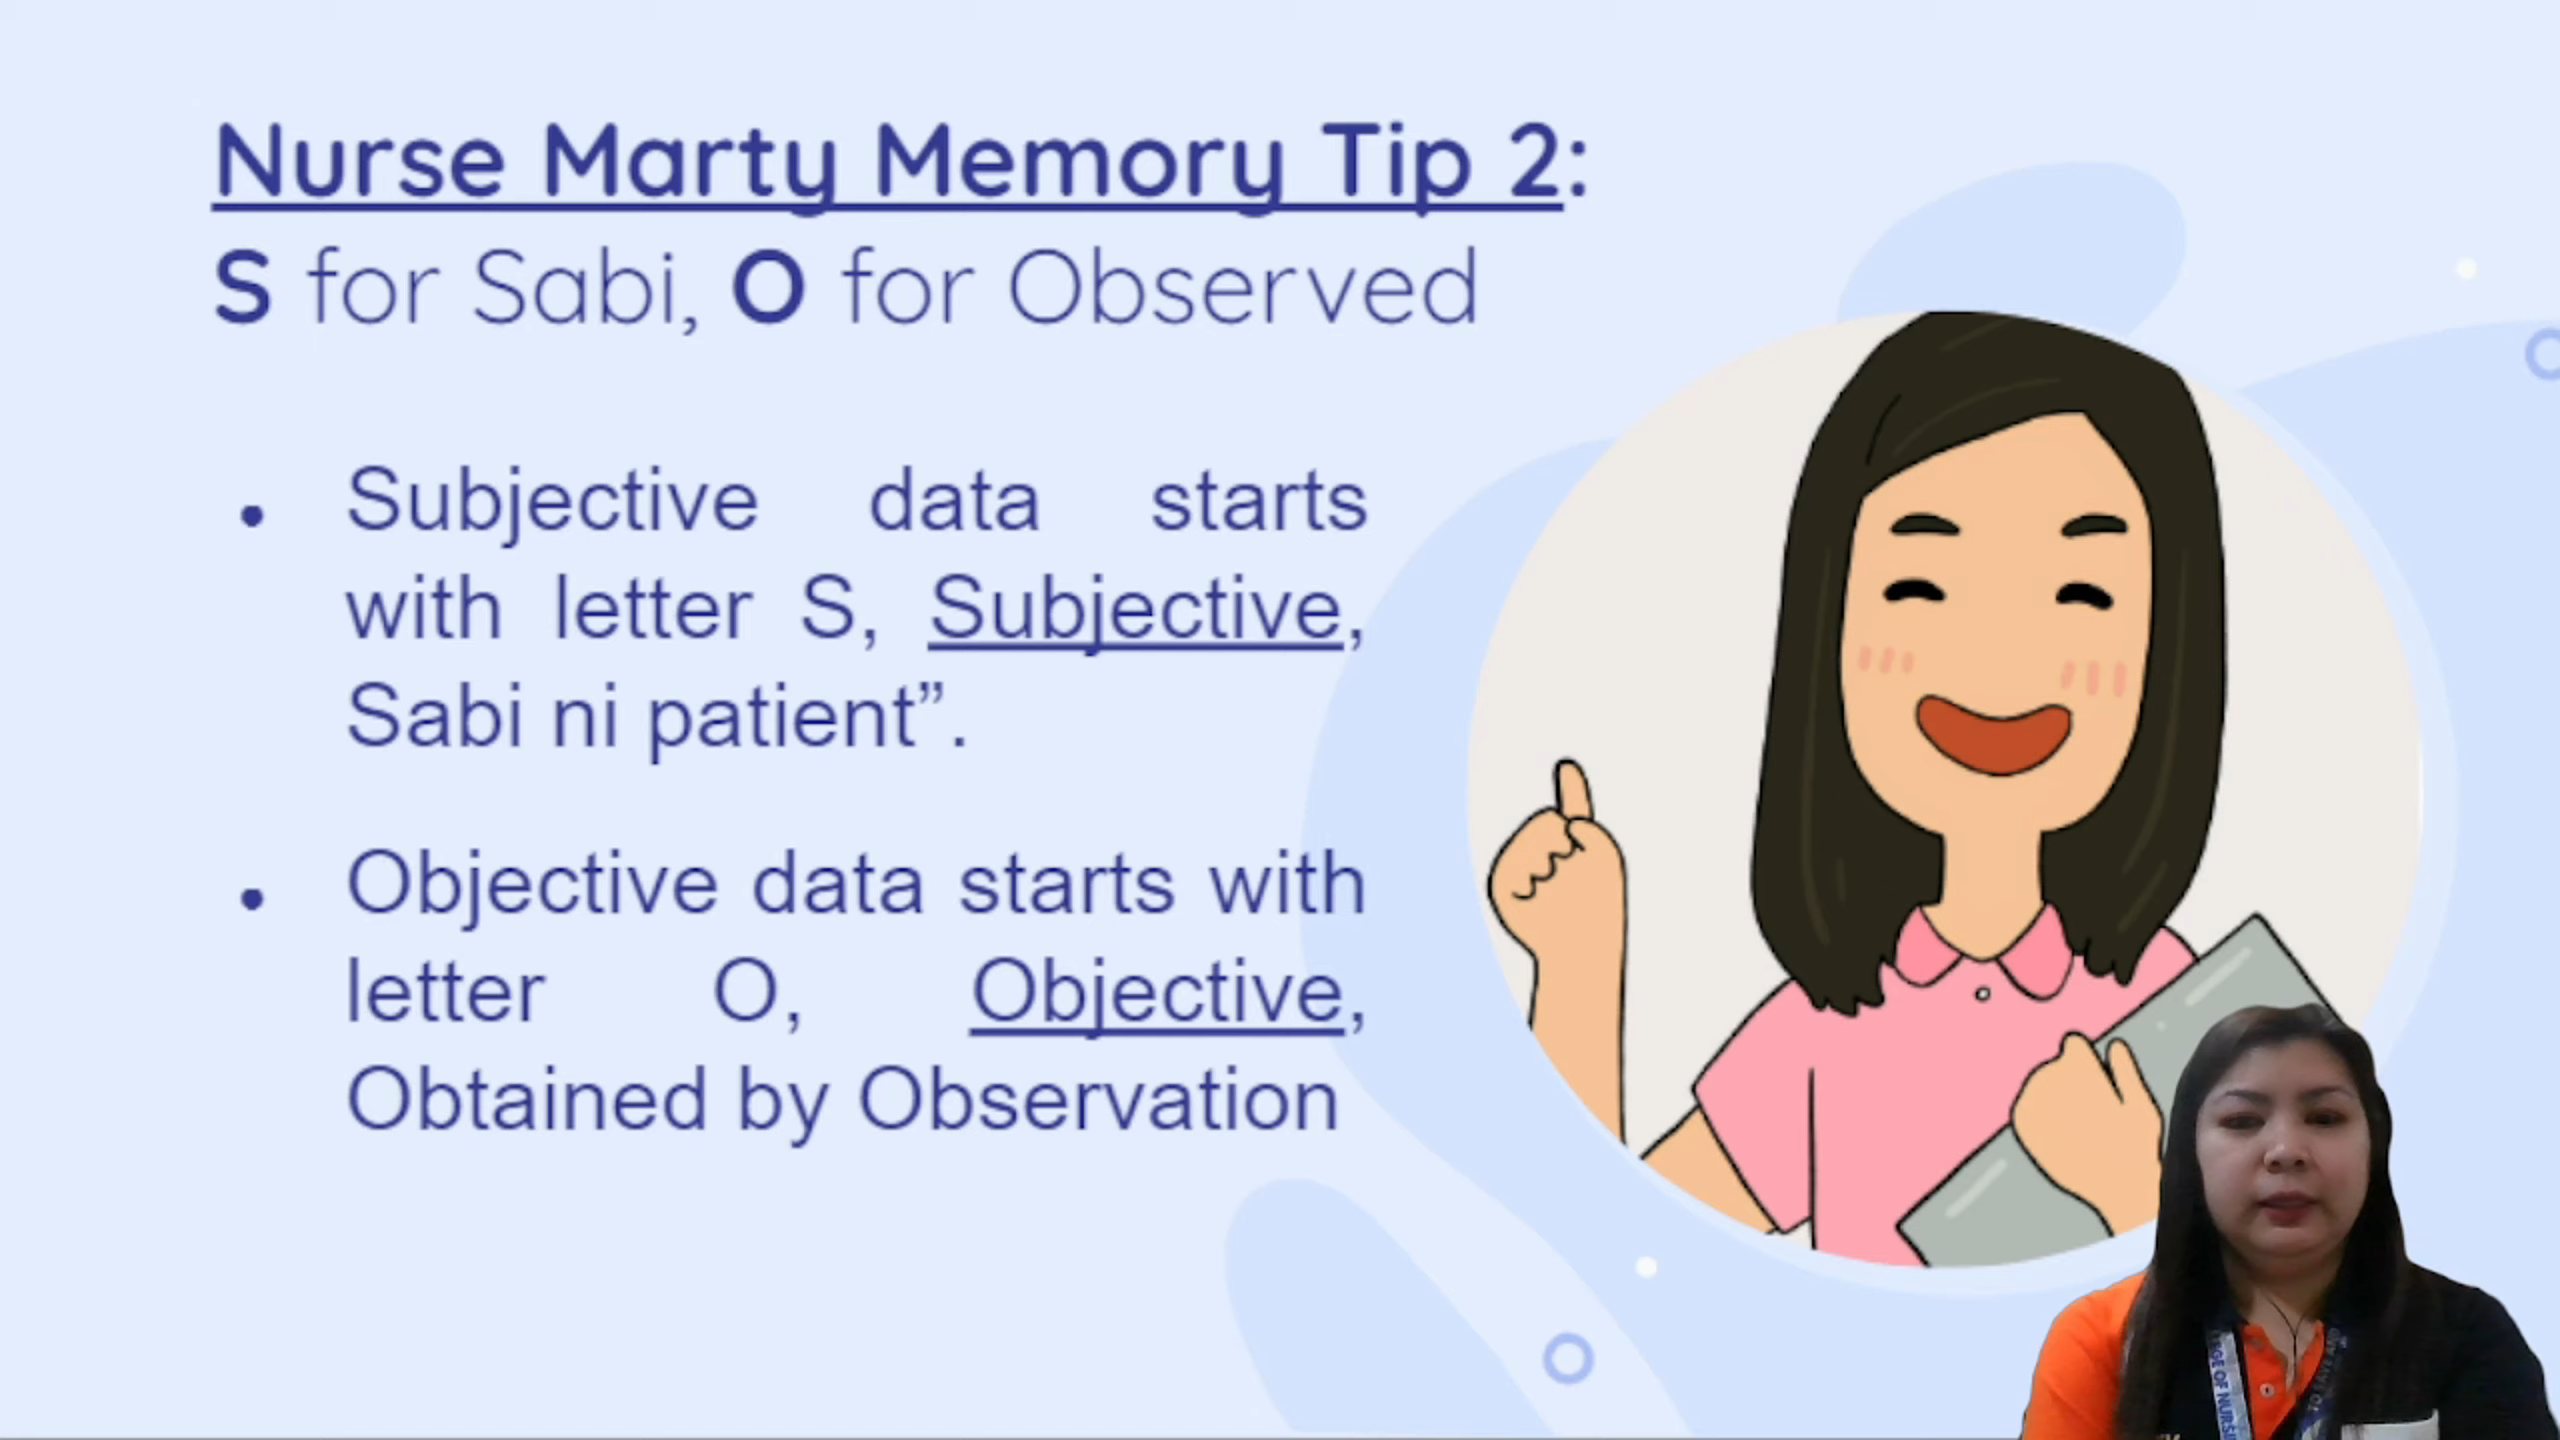 Nurse Marty Memory Tip 2:
S for Sabi, O for Observed
• Subjective data starts
with letter S, Subjective,
Sabi ni patient”.
• Objective data starts with
letter O, Objective,
Obtained by Observation